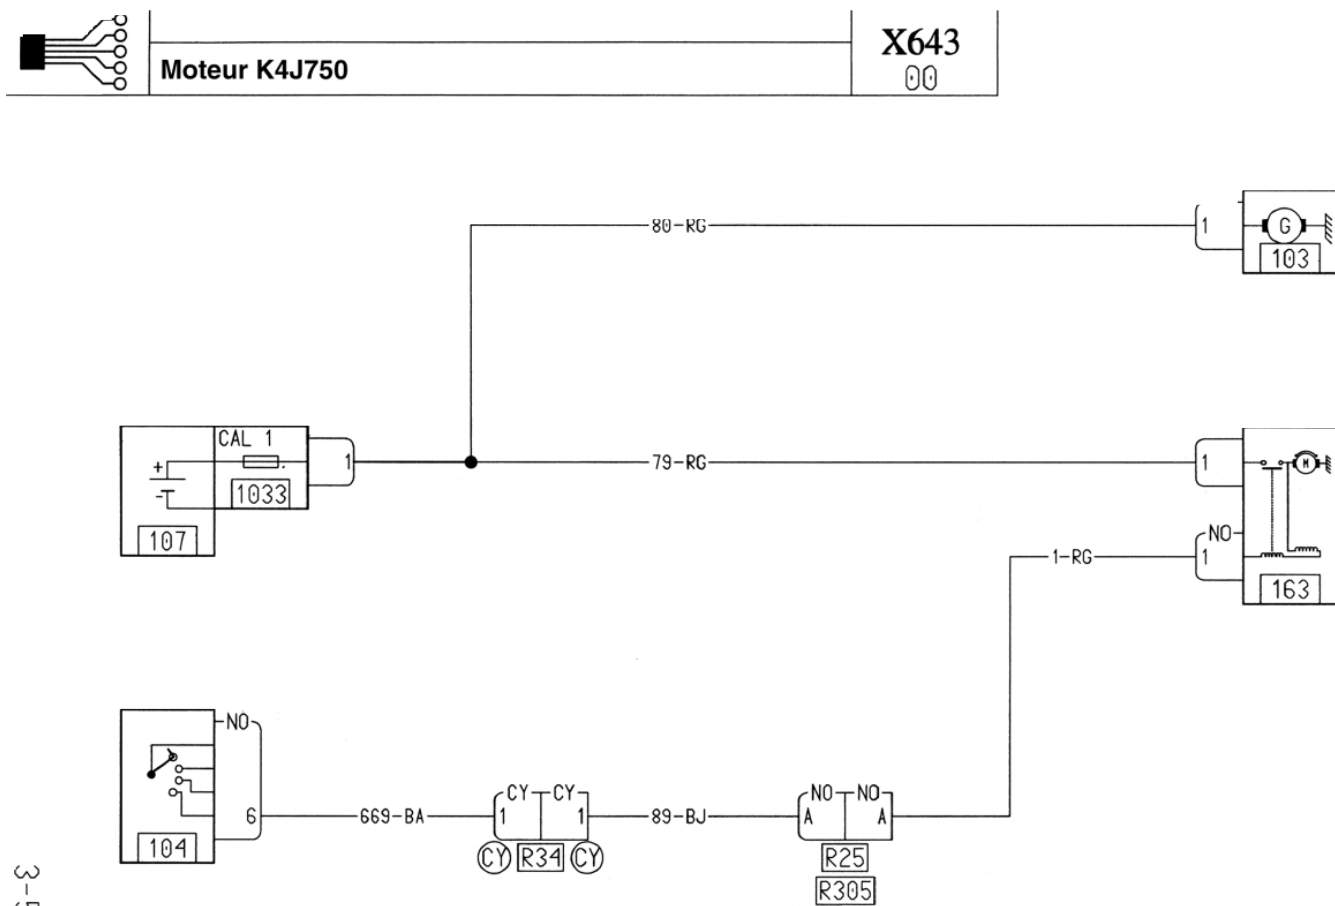 X643
Moteur K4J750
00
80-RG
1
G
103
CAL 1
+
1
79-RG
1
M
-
1033
107
NO
1-RG
1
163
NO
CY CY
NO NO
6
669-BA
1 1
89-BJ
A A
104
CY R34 CY
R25
R305